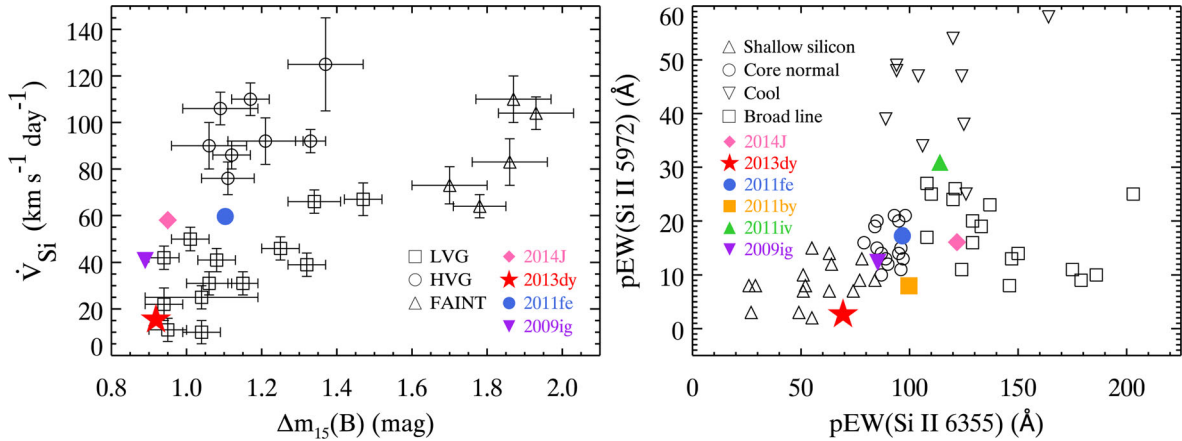 140
120
100
80
60
40
20
0
V̇Si (km s⁻¹ day⁻¹)
LVG
HVG
FAINT
2014J
2013dy
2011fe
2009ig
0.8 1.0 1.2 1.4 1.6 1.8 2.0
Δm₁₅(B) (mag)
60
50
40
30
20
10
0
pEW(Si II 5972) (Å)
Shallow silicon
Core normal
Cool
Broad line
2014J
2013dy
2011fe
2011by
2011iv
2009ig
0 50 100 150 200
pEW(Si II 6355) (Å)